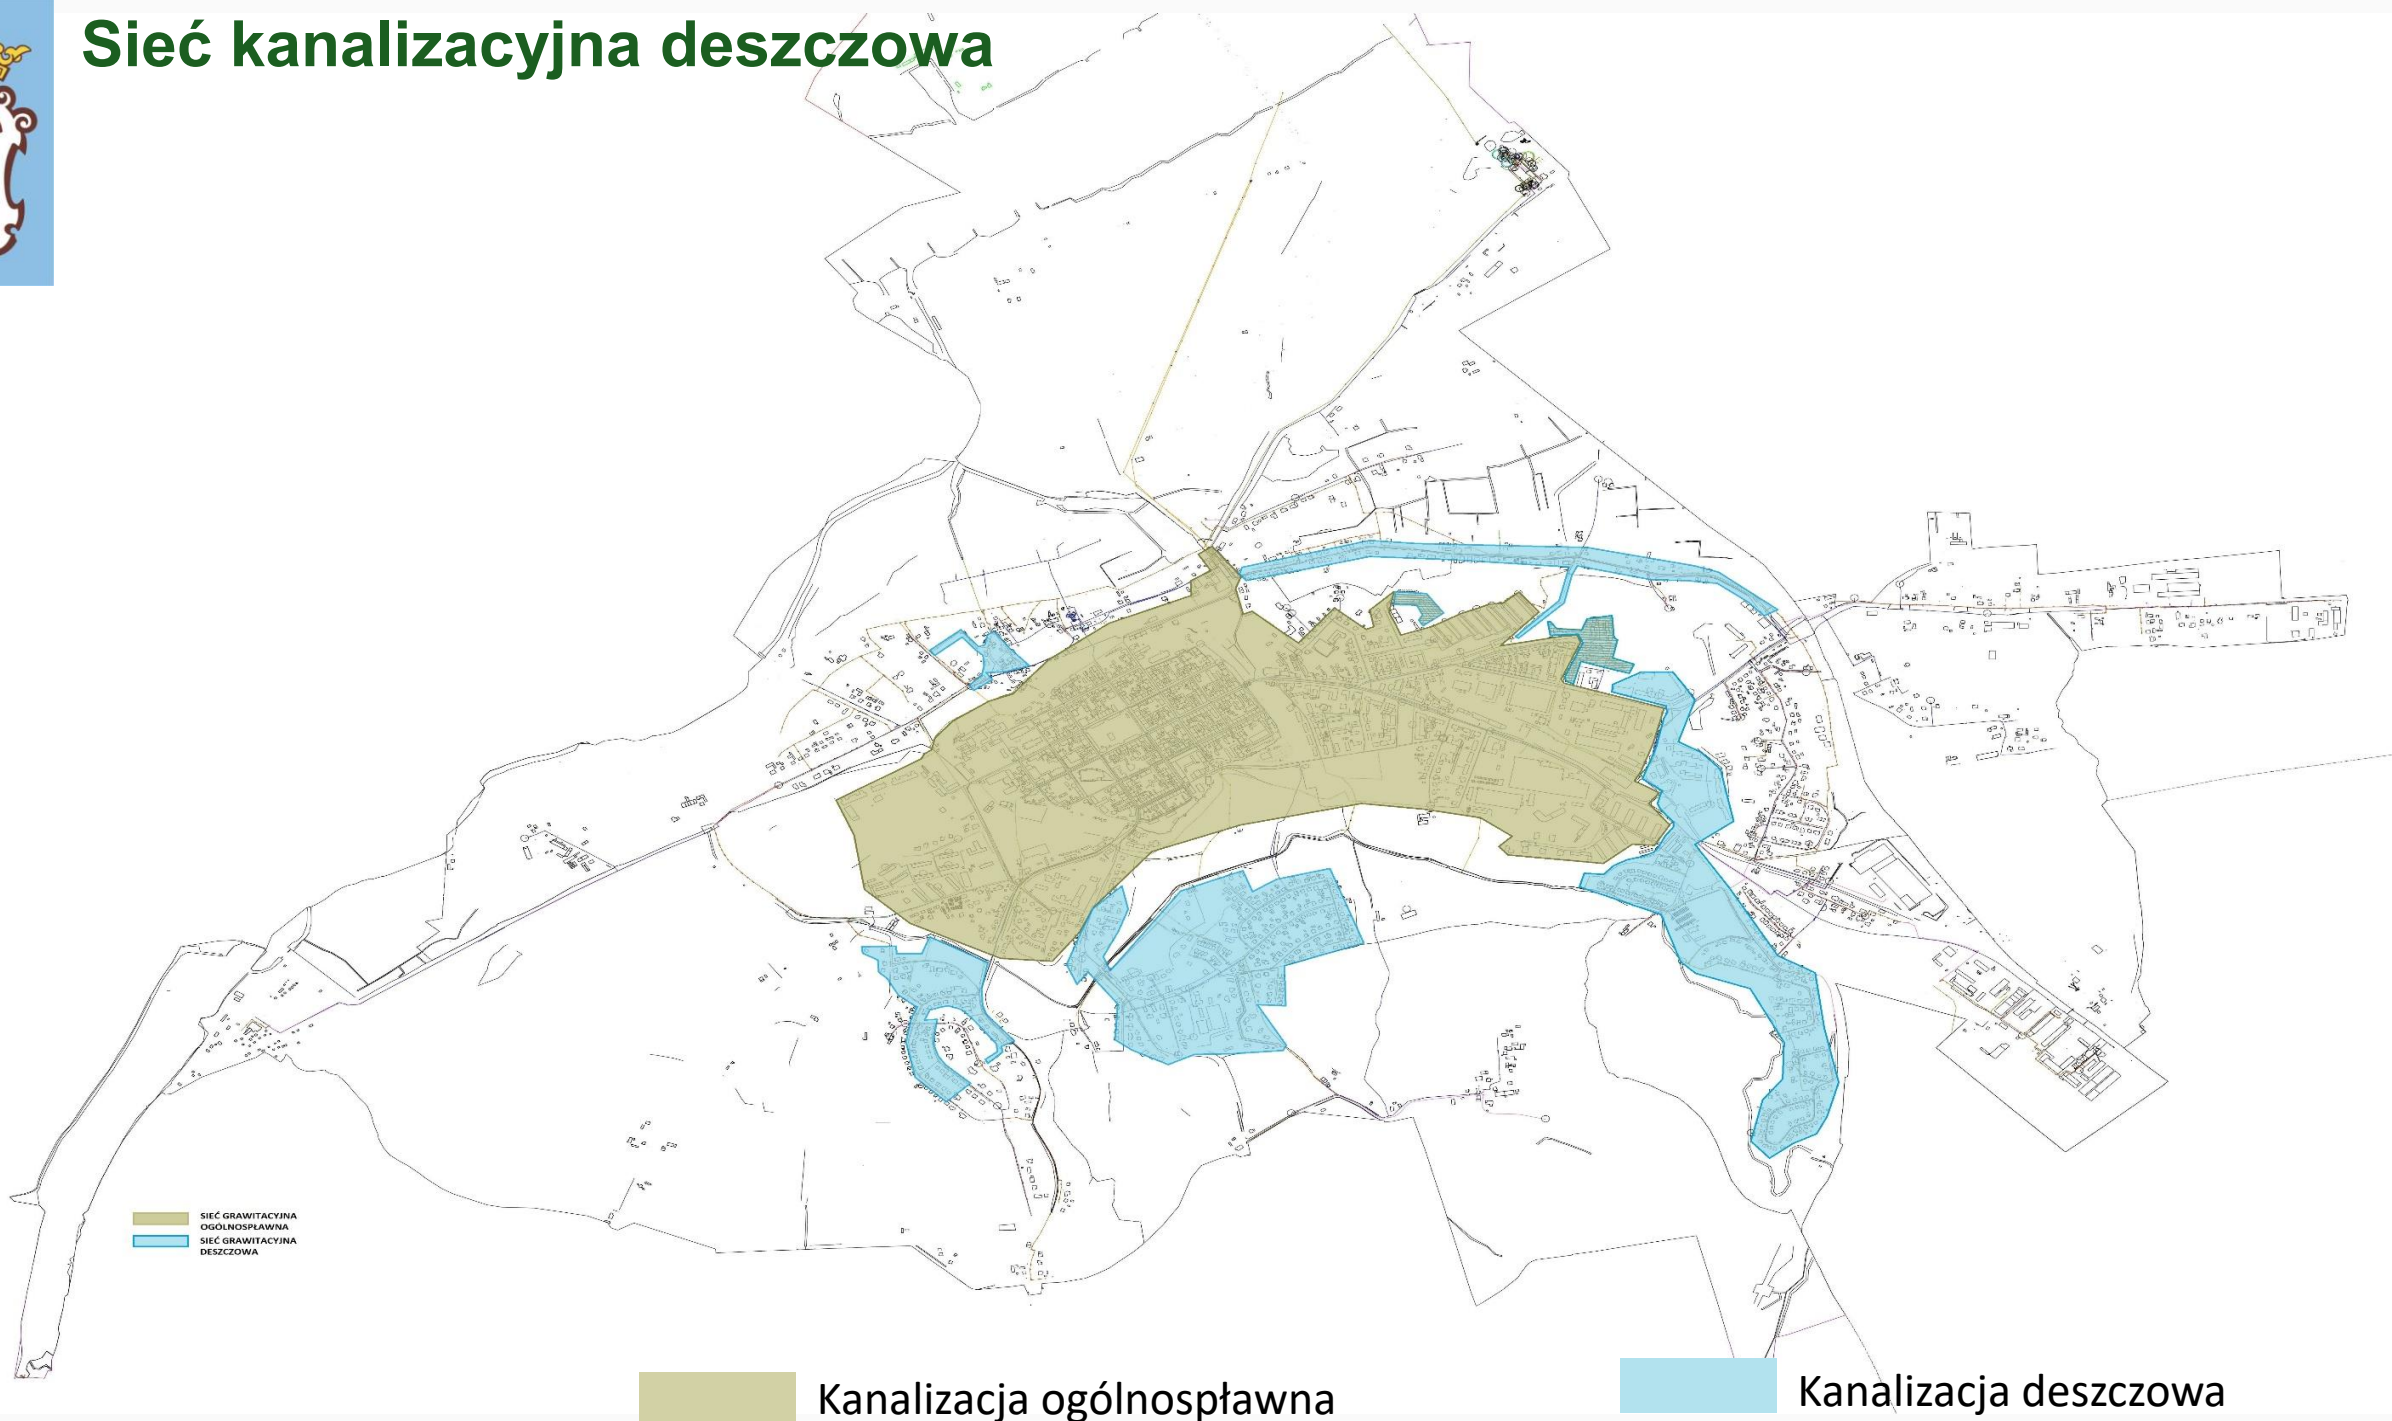 Sieć kanalizacyjna deszczowa
SIEĆ GRAWITACYJNA
OGÓLNOSPŁAWNA
SIEĆ GRAWITACYJNA
DESZCZOWA
Kanalizacja ogólnospławna
Kanalizacja deszczowa